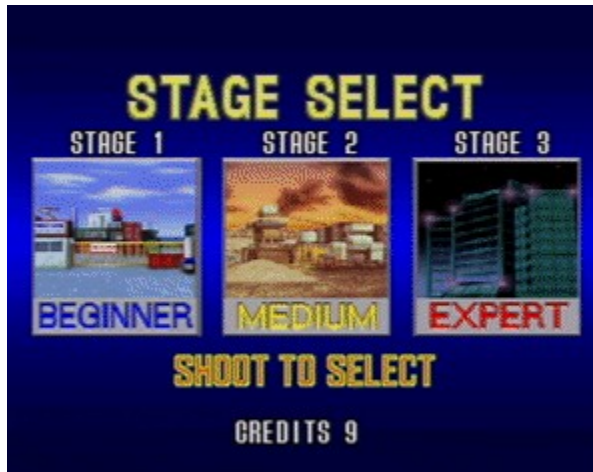 STAGE SELECT
STAGE 1 STAGE 2 STAGE 3
BEGINNER MEDIUM EXPERT
SHOOT TO SELECT
CREDITS 9